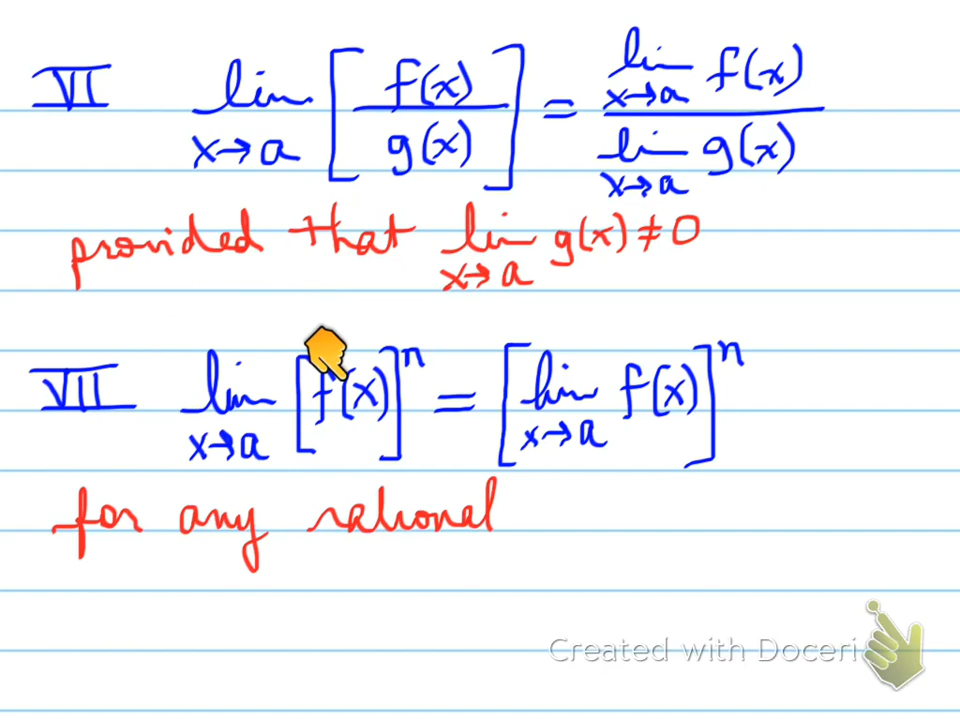 VI lim x→a [f(x)/g(x)] = lim x→a f(x) / lim x→a g(x)
provided that lim x→a g(x) ≠ 0
VII lim x→a [f(x)]ⁿ = [lim x→a f(x)]ⁿ
for any rational
Created with Doceri